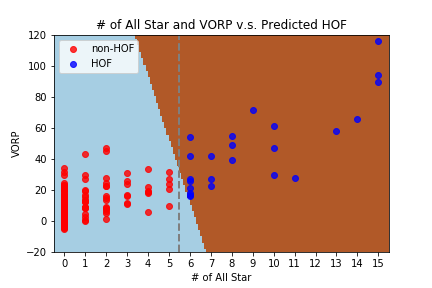 # of All Star and VORP v.s. Predicted HOF
non-HOF
HOF
VORP
120
100
80
60
40
20
0
−20
0 1 2 3 4 5 6 7 8 9 10 11 12 13 14 15
# of All Star